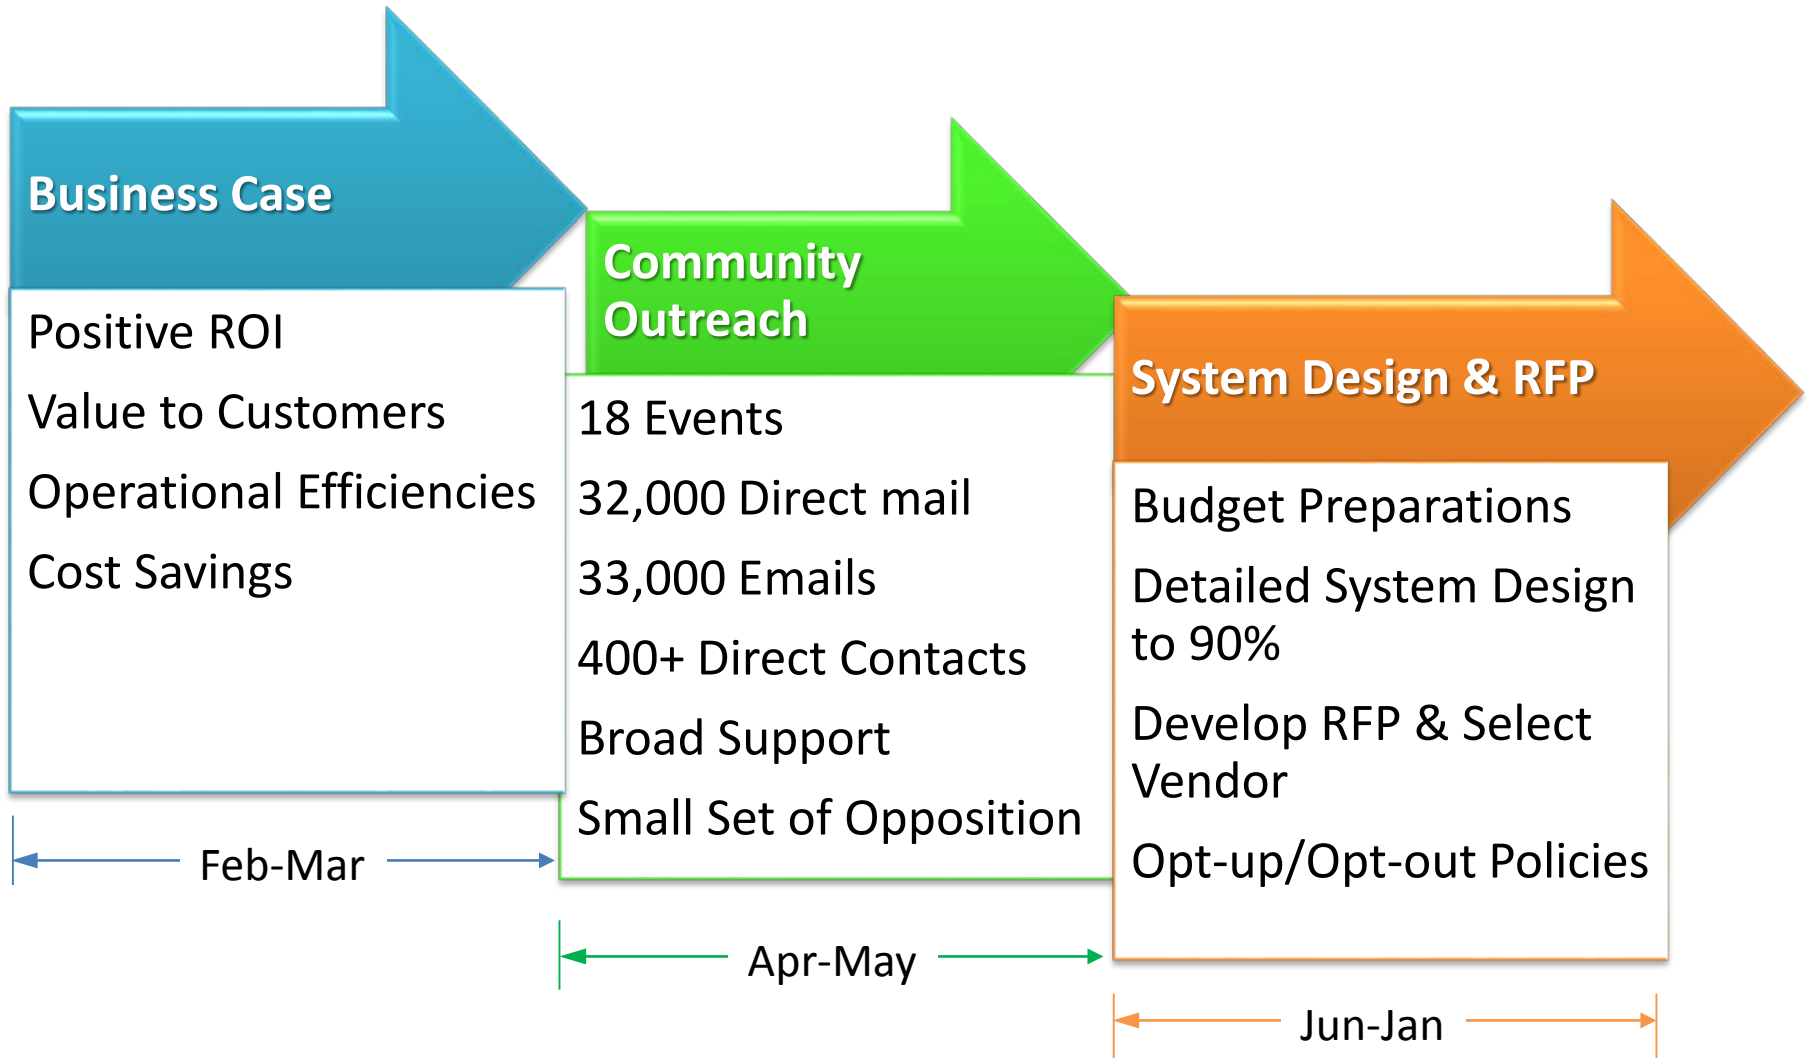 Business Case
Positive ROI
Value to Customers
Operational Efficiencies
Cost Savings
Feb-Mar
Community
Outreach
18 Events
32,000 Direct mail
33,000 Emails
400+ Direct Contacts
Broad Support
Small Set of Opposition
Apr-May
System Design & RFP
Budget Preparations
Detailed System Design
to 90%
Develop RFP & Select
Vendor
Opt-up/Opt-out Policies
Jun-Jan